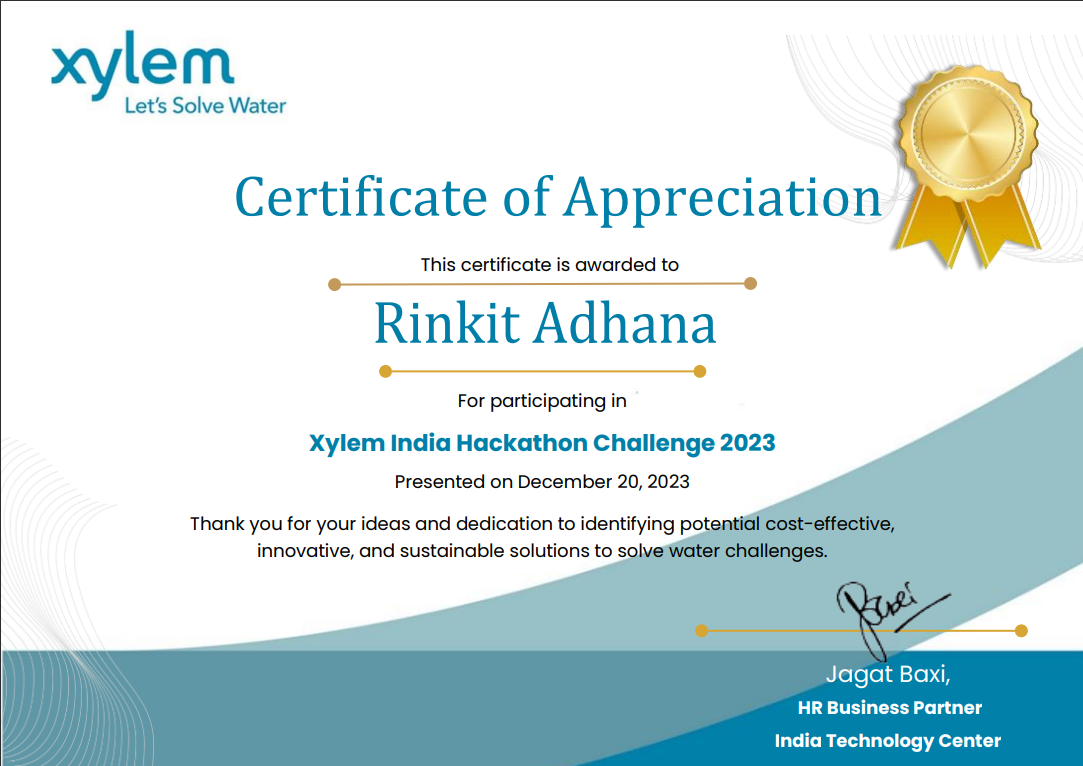 xylem
Let's Solve Water
Certificate of Appreciation
This certificate is awarded to
Rinkit Adhana
For participating in
Xylem India Hackathon Challenge 2023
Presented on December 20, 2023
Thank you for your ideas and dedication to identifying potential cost-effective,
innovative, and sustainable solutions to solve water challenges.
Jagat Baxi,
HR Business Partner
India Technology Center